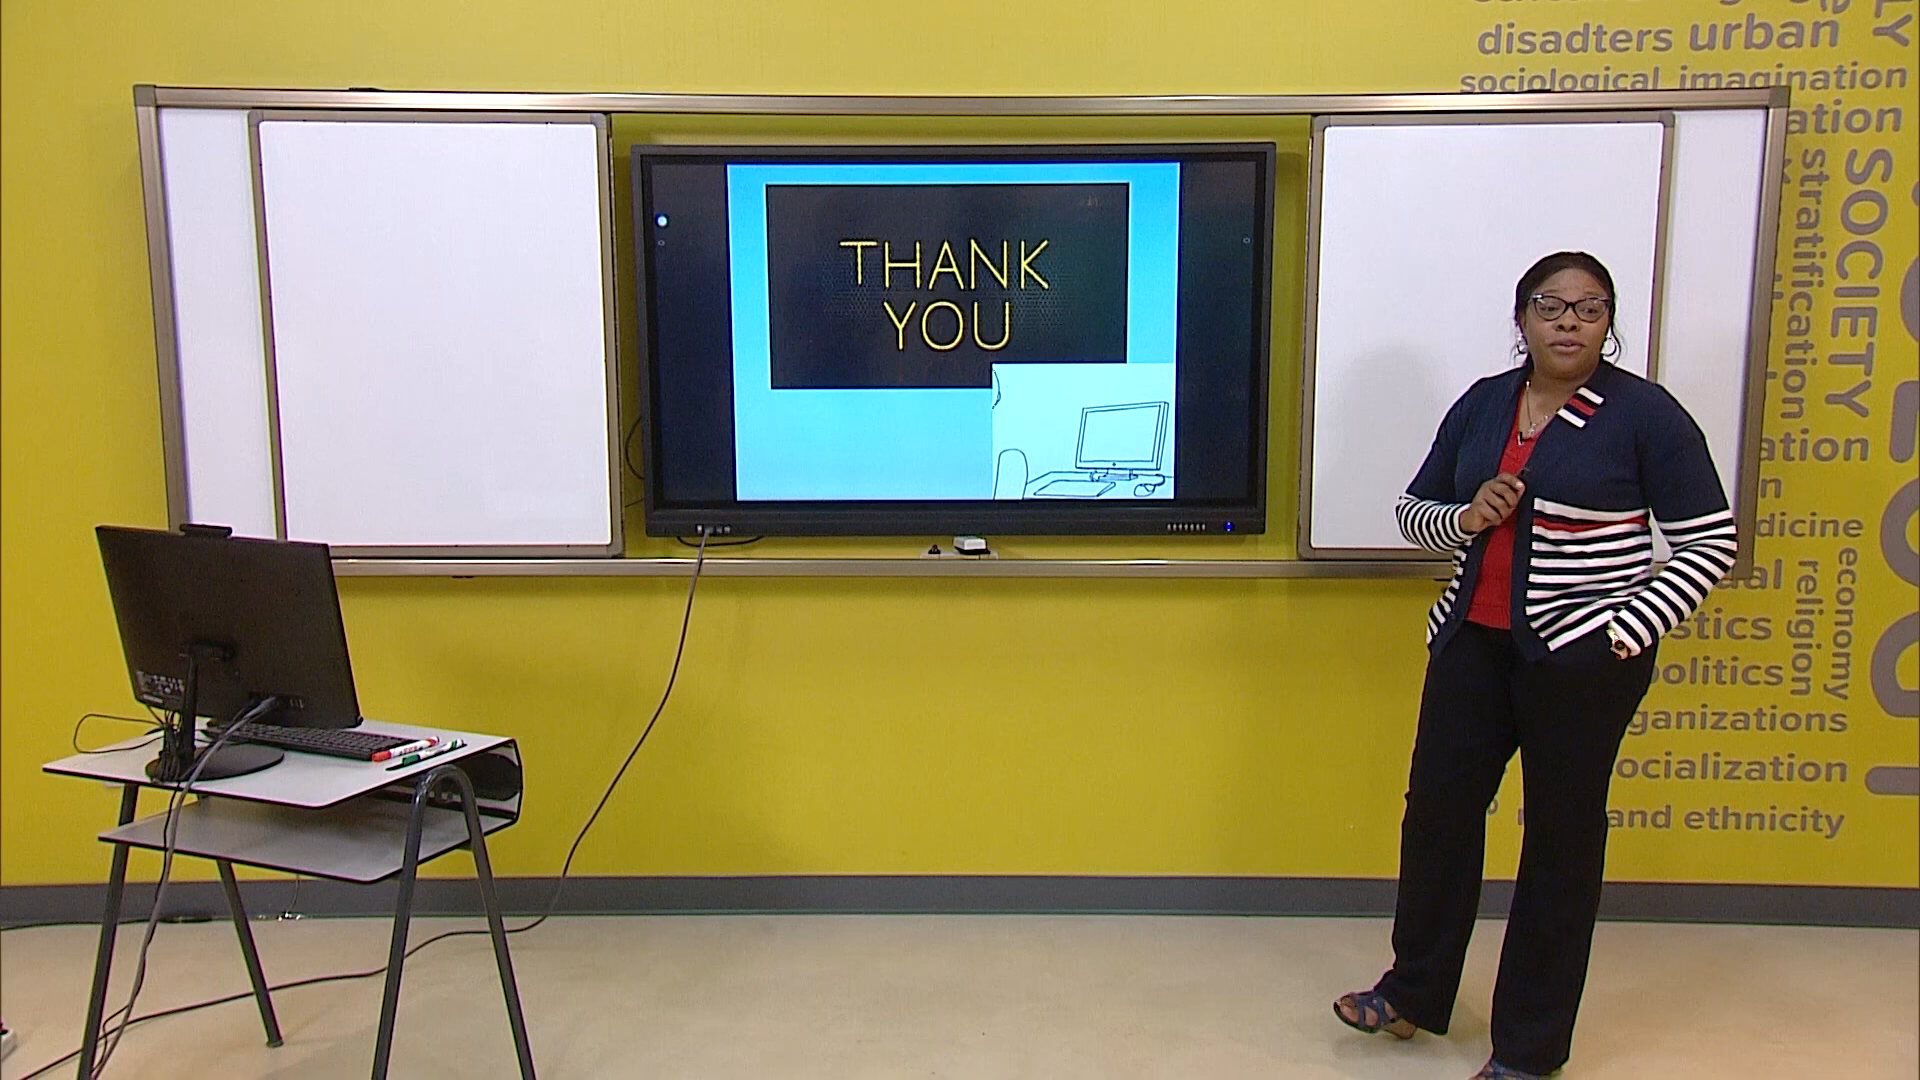 THANK
YOU
disadters urban
sociological imagination
ation
stratification
SOCIETY
ation
dicine
economy
religion
stics
politics
ganizations
ocialization
and ethnicity